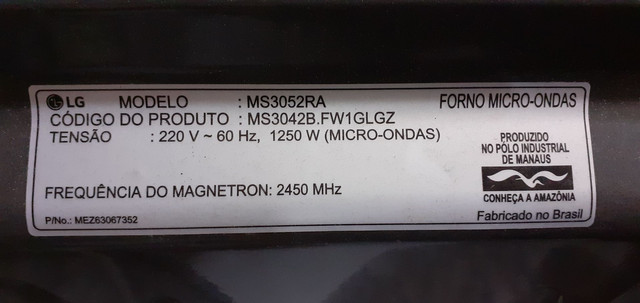 LG MODELO : MS3052RA FORNO MICRO-ONDAS
CÓDIGO DO PRODUTO : MS3042B.FW1GLGZ
TENSÃO : 220 V ~ 60 Hz, 1250 W (MICRO-ONDAS)
PRODUZIDO
NO PÓLO INDUSTRIAL
DE MANAUS
FREQUÊNCIA DO MAGNETRON: 2450 MHz
CONHEÇA A AMAZÔNIA
P/No.: MEZ63067352
Fabricado no Brasil